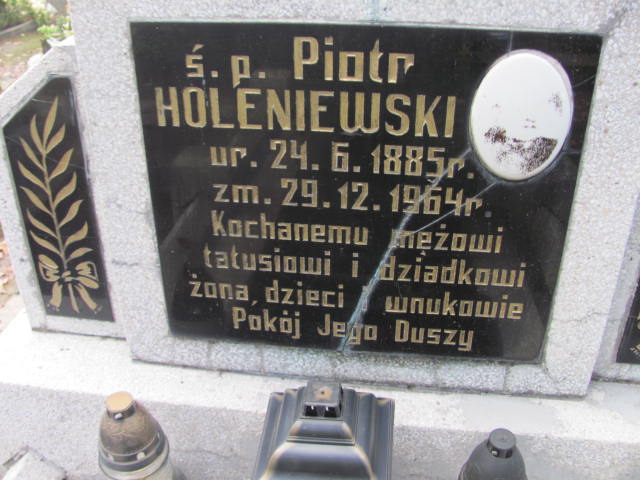 ś. p. Piotr
HOLENIEWSKI
ur. 24. 6. 1885r.
zm. 29. 12. 1964r.
Kochanemu mężowi
tatusiowi i dziadkowi
żona, dzieci i wnukowie
Pokój Jego Duszy